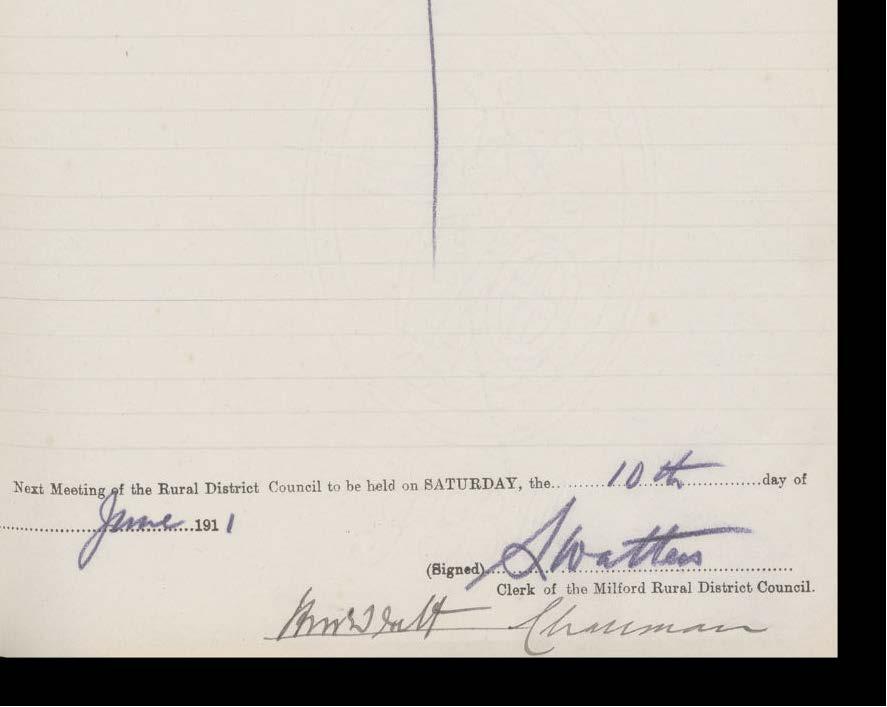 Next Meeting of the Rural District Council to be held on SATURDAY, the 10th day of
June 1911
(Signed)
Clerk of the Milford Rural District Council.
Chairman